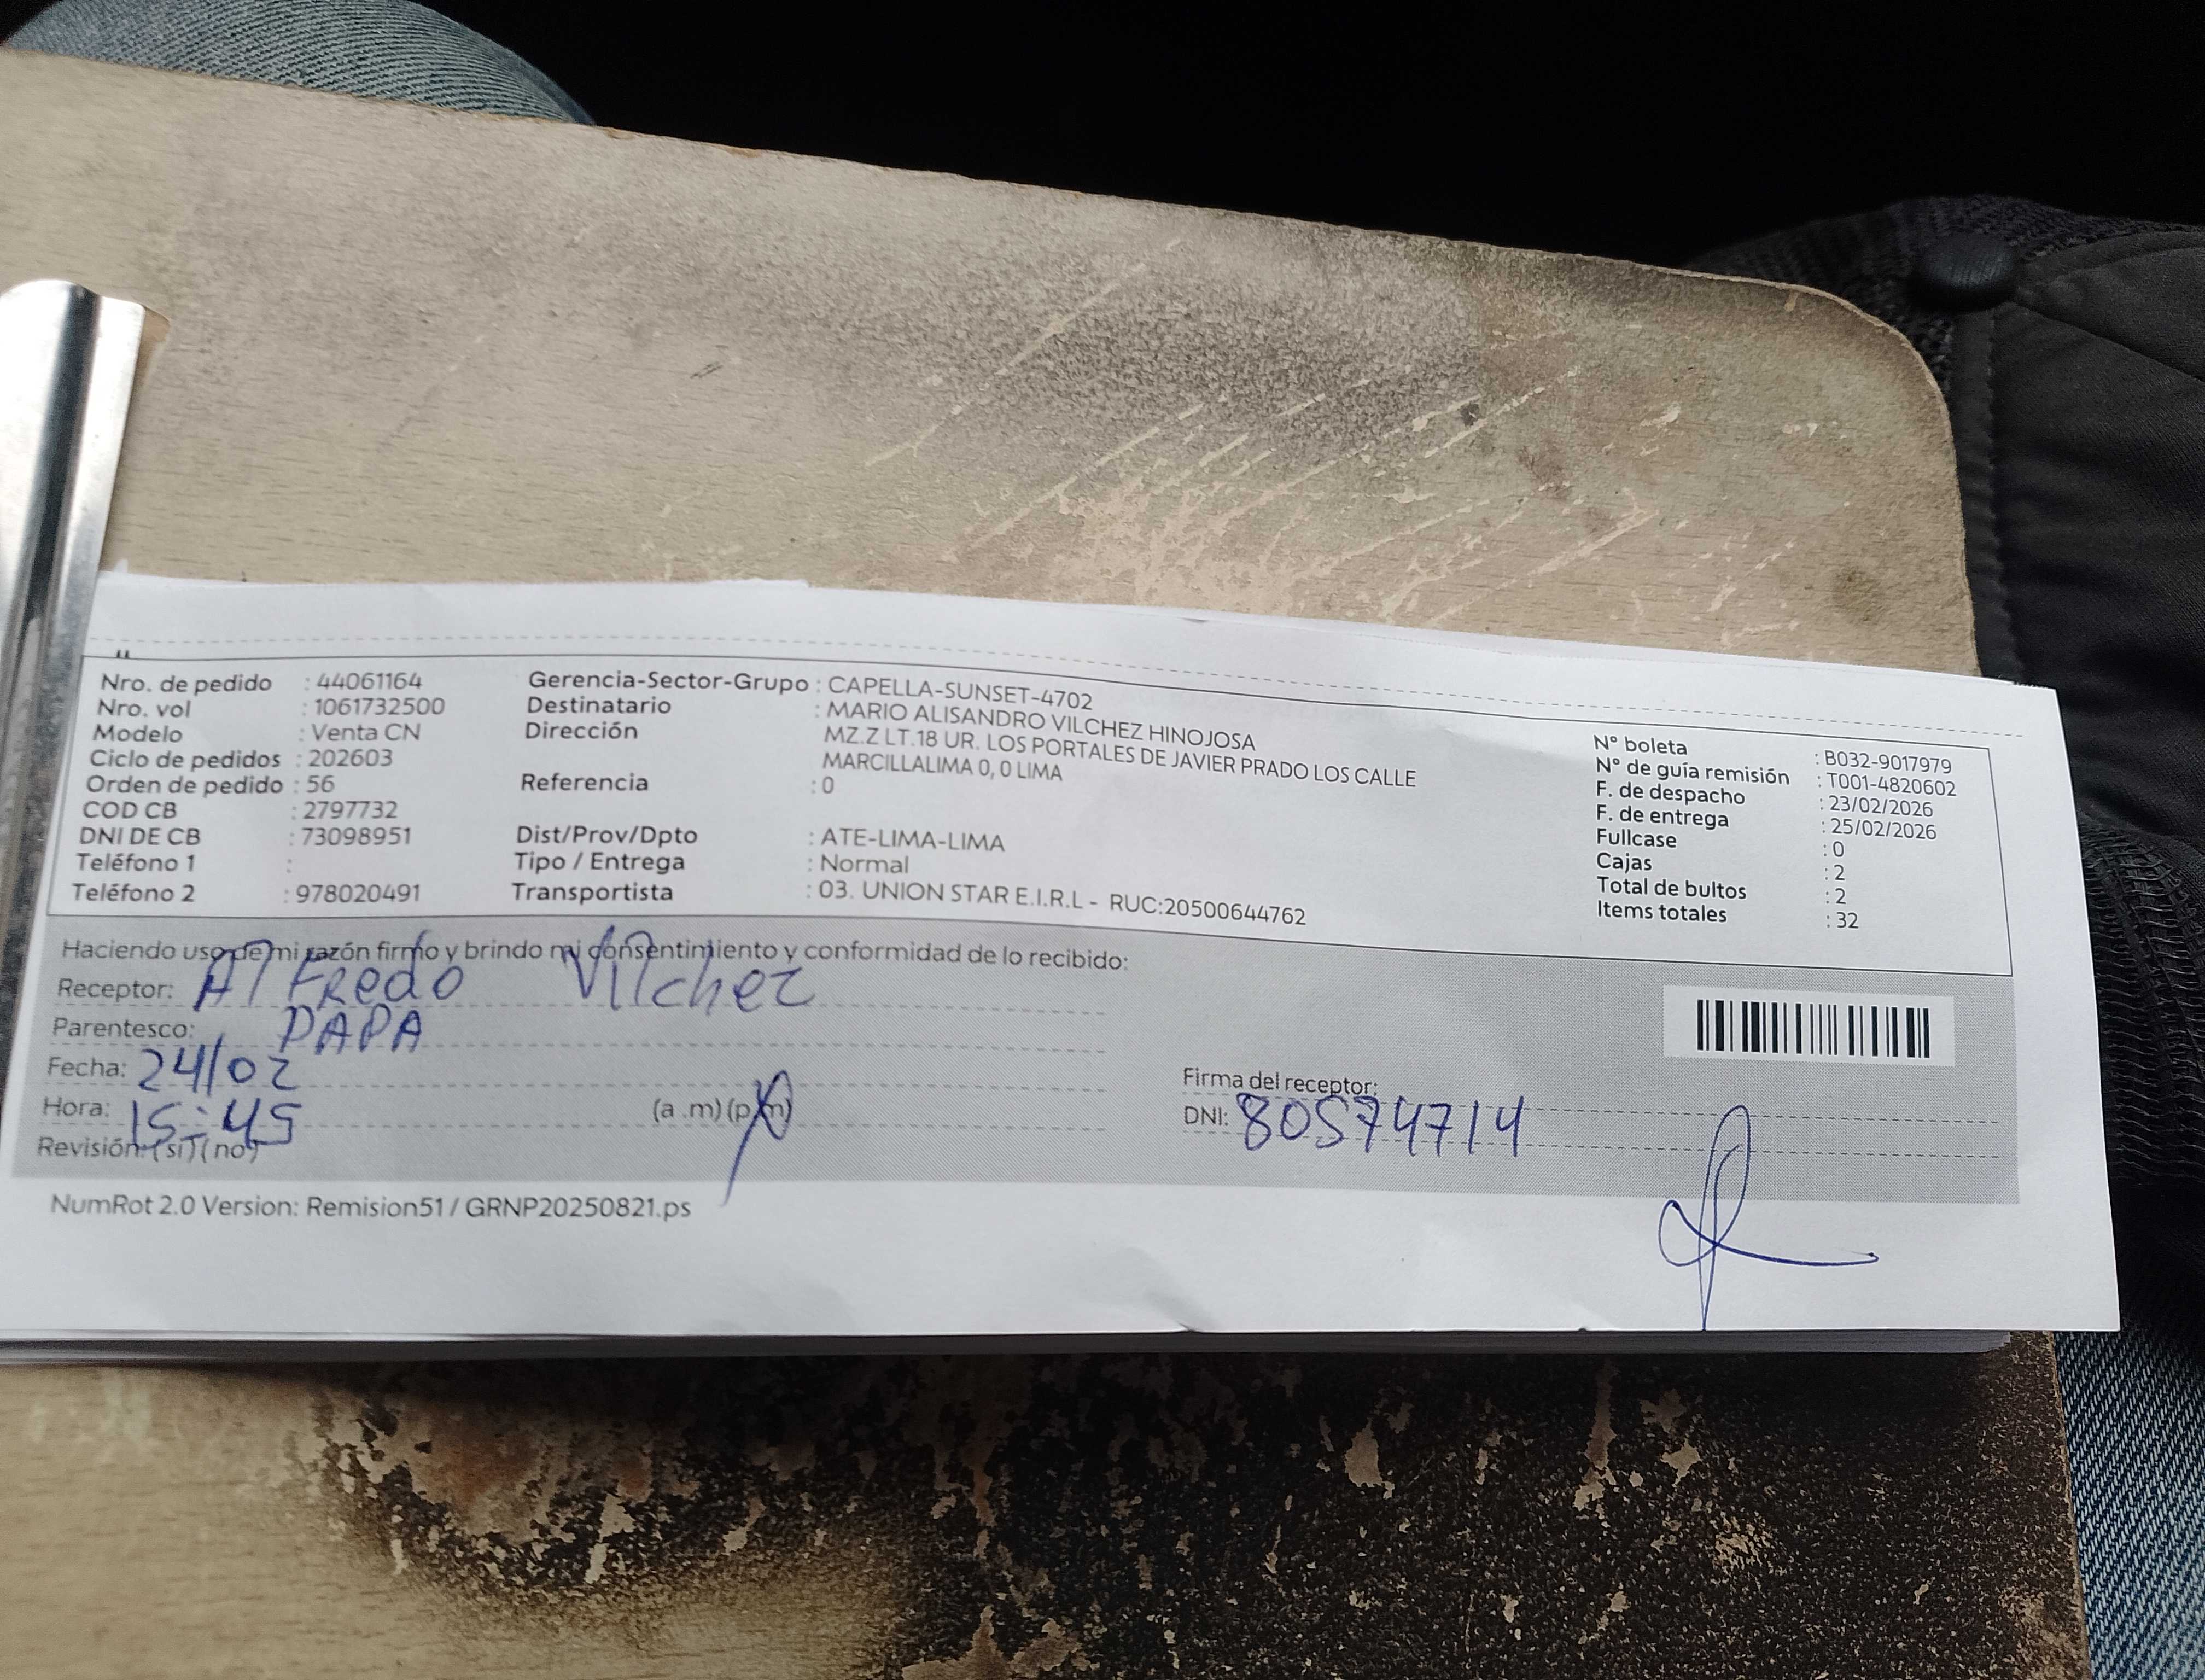 Nro. de pedido : 44061164
Nro. vol : 1061732500
Modelo : Venta CN
Ciclo de pedidos : 202603
Orden de pedido : 56
COD CB : 2797732
DNI DE CB : 73098951
Teléfono 1 :
Teléfono 2 : 978020491
Gerencia-Sector-Grupo : CAPELLA-SUNSET-4702
Destinatario : MARIO ALISANDRO VILCHEZ HINOJOSA
Dirección MZ.Z LT.18 UR. LOS PORTALES DE JAVIER PRADO LOS CALLE
MARCILLALIMA 0, 0 LIMA
Referencia : 0
Dist/Prov/Dpto : ATE-LIMA-LIMA
Tipo / Entrega : Normal
Transportista : 03. UNION STAR E.I.R.L - RUC:20500644762
N° boleta : B032-9017979
N° de guía remisión : T001-4820602
F. de despacho : 23/02/2026
F. de entrega : 25/02/2026
Fullcase : 0
Cajas : 2
Total de bultos : 2
Items totales : 32
Haciendo uso de mi razón firmo y brindo mi consentimiento y conformidad de lo recibido:
Receptor: AlFRedo Vilchez
Parentesco: PAPA
Fecha: 24/02
Hora: 15:45 (a .m) (p.m)
Revisión: (si) (no)
Firma del receptor:
DNI: 80574714
NumRot 2.0 Version: Remision51 / GRNP20250821.ps